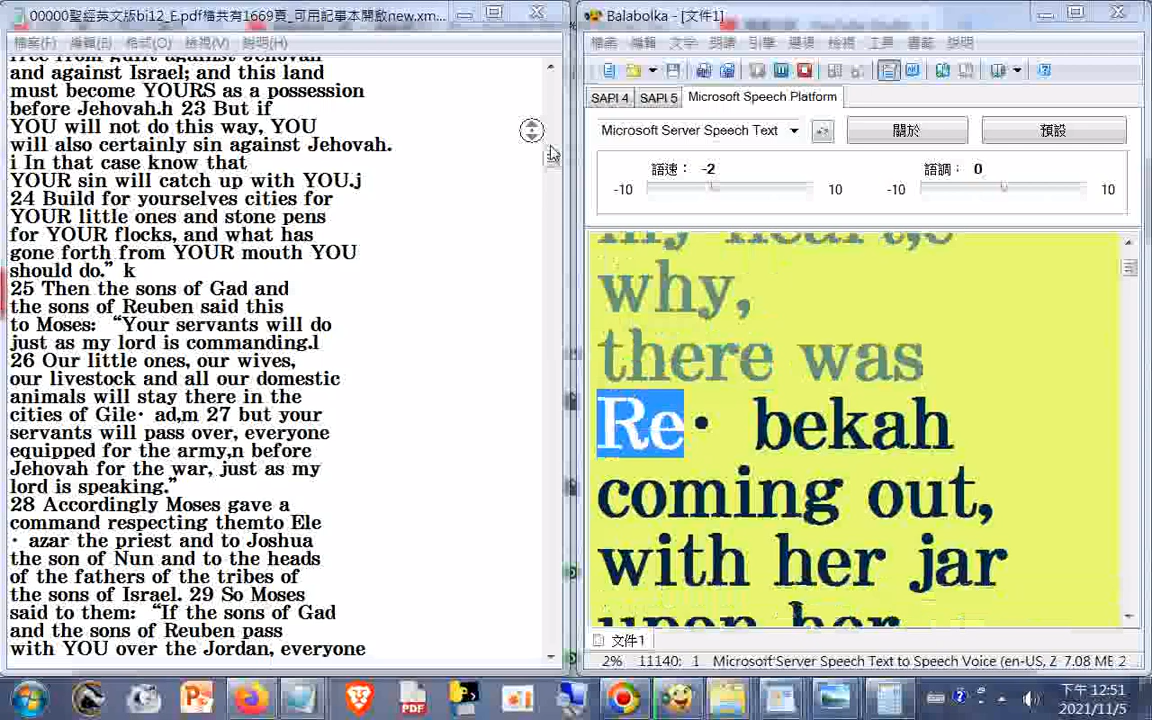 00000聖經英文版bi12_E.pdf檔共有1669頁_可用記事本開啟new.xm...
檔案(F) 編輯(E) 格式(O) 檢視(V) 說明(H)
free from guilt against Jehovah
and against Israel; and this land
must become YOURS as a possession
before Jehovah.h 23 But if
YOU will not do this way, YOU
will also certainly sin against Jehovah.
i In that case know that
YOUR sin will catch up with YOU.j
24 Build for yourselves cities for
YOUR little ones and stone pens
for YOUR flocks, and what has
gone forth from YOUR mouth YOU
should do.” k
25 Then the sons of Gad and
the sons of Reuben said this
to Moses: “Your servants will do
just as my lord is commanding.l
26 Our little ones, our wives,
our livestock and all our domestic
animals will stay there in the
cities of Gile· ad,m 27 but your
servants will pass over, everyone
equipped for the army,n before
Jehovah for the war, just as my
lord is speaking.”
28 Accordingly Moses gave a
command respecting themto Ele
· azar the priest and to Joshua
the son of Nun and to the heads
of the fathers of the tribes of
the sons of Israel. 29 So Moses
said to them: “If the sons of Gad
and the sons of Reuben pass
with YOU over the Jordan, everyone
Balabolka - [文件1]
檔案 編輯 文字 朗讀 引擎 選項 檢視 工具 書籤 說明
SAPI 4 SAPI 5 Microsoft Speech Platform
Microsoft Server Speech Text 關於 預設
語速： -2 語調： 0
-10 10 -10 10
my heart,s
why,
there was
Re· bekah
coming out,
with her jar
upon her
文件1
2% 11140: 1 Microsoft Server Speech Text to Speech Voice (en-US, Z 7.08 ME 2
PDF
下午 12:51
2021/11/5